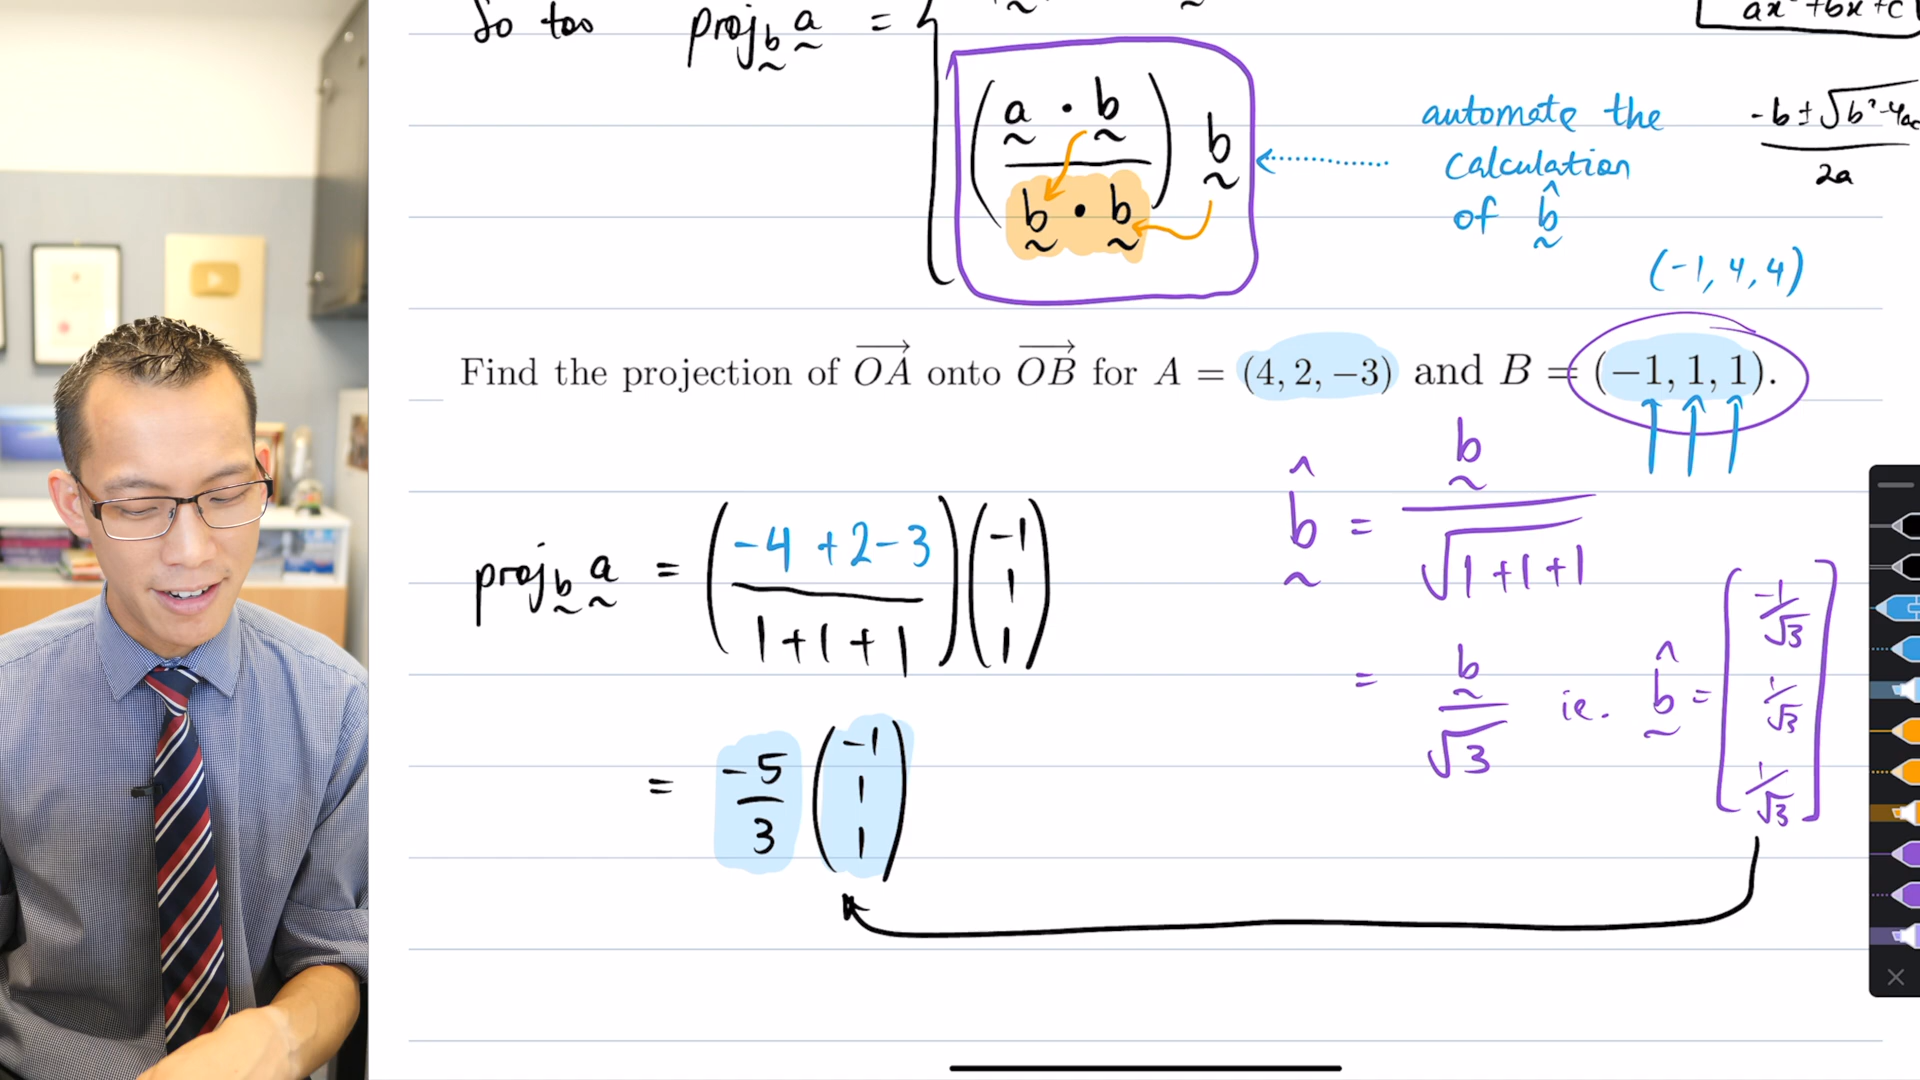 So too proj_b a =
ax² + bx + c
(a · b / b · b) b
automate the
calculation
of b̂
-b ± √b² - 4ac
2a
(-1, 4, 4)
Find the projection of OA onto OB for A = (4, 2, −3) and B = (−1, 1, 1).
proj_b a = (-4 + 2 - 3 / 1 + 1 + 1) (-1 1 1)
b̂ = b / √1 + 1 + 1
= b / √3 ie. b̂ = [-1/√3 1/√3 1/√3]
= -5/3 (-1 1 1)